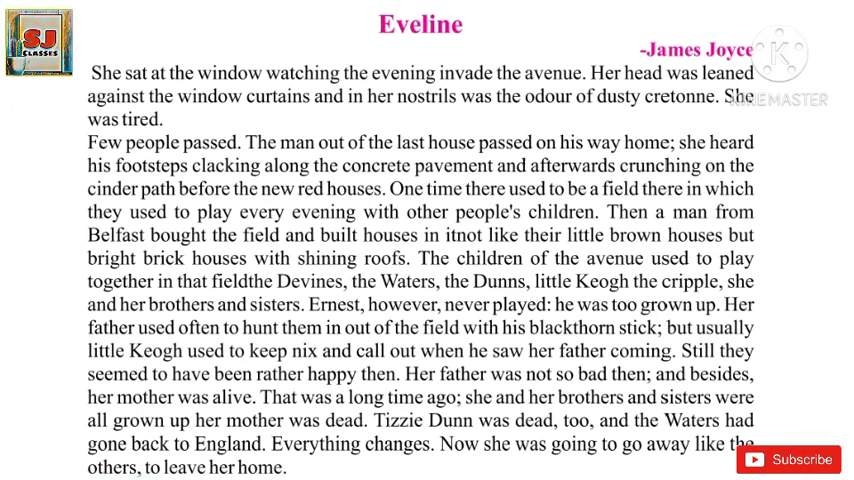 Eveline
SJ
CLASSES
-James Joyce
K
KINEMASTER
She sat at the window watching the evening invade the avenue. Her head was leaned
against the window curtains and in her nostrils was the odour of dusty cretonne. She
was tired.
Few people passed. The man out of the last house passed on his way home; she heard
his footsteps clacking along the concrete pavement and afterwards crunching on the
cinder path before the new red houses. One time there used to be a field there in which
they used to play every evening with other people's children. Then a man from
Belfast bought the field and built houses in itnot like their little brown houses but
bright brick houses with shining roofs. The children of the avenue used to play
together in that fieldthe Devines, the Waters, the Dunns, little Keogh the cripple, she
and her brothers and sisters. Ernest, however, never played: he was too grown up. Her
father used often to hunt them in out of the field with his blackthorn stick; but usually
little Keogh used to keep nix and call out when he saw her father coming. Still they
seemed to have been rather happy then. Her father was not so bad then; and besides,
her mother was alive. That was a long time ago; she and her brothers and sisters were
all grown up her mother was dead. Tizzie Dunn was dead, too, and the Waters had
gone back to England. Everything changes. Now she was going to go away like the
others, to leave her home.
Subscribe